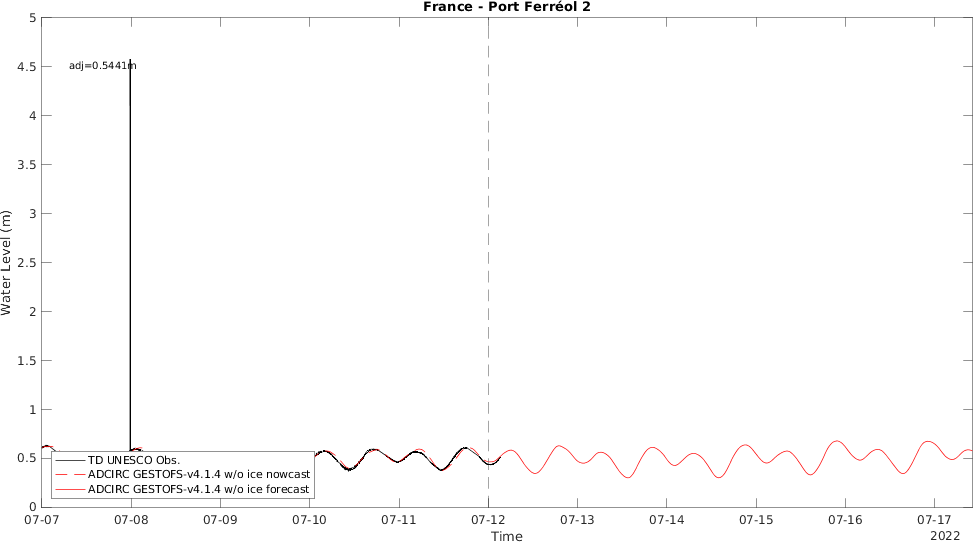 France - Port Ferréol 2
5
4.5
4
3.5
3
2.5
2
1.5
1
0.5
0
Water Level (m)
adj=0.5441m
TD UNESCO Obs.
ADCIRC GESTOFS-v4.1.4 w/o ice nowcast
ADCIRC GESTOFS-v4.1.4 w/o ice forecast
07-07 07-08 07-09 07-10 07-11 07-12 07-13 07-14 07-15 07-16 07-17
Time
2022